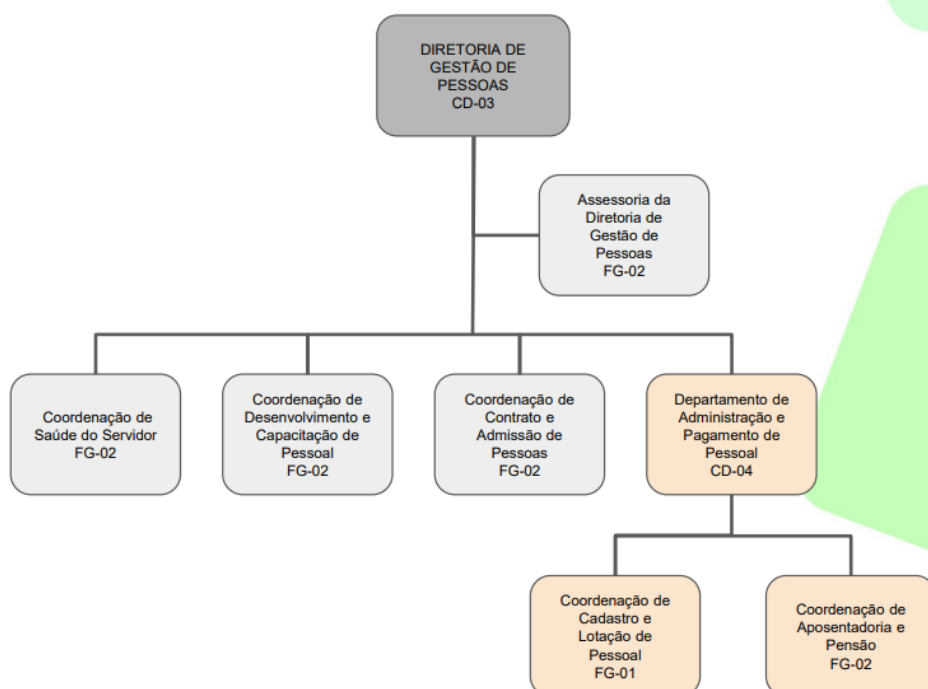 DIRETORIA DE
GESTÃO DE
PESSOAS
CD-03
Assessoria da
Diretoria de
Gestão de
Pessoas
FG-02
Coordenação de
Saúde do Servidor
FG-02
Coordenação de
Desenvolvimento e
Capacitação de
Pessoal
FG-02
Coordenação de
Contrato e
Admissão de
Pessoas
FG-02
Departamento de
Administração e
Pagamento de
Pessoal
CD-04
Coordenação de
Cadastro e
Lotação de
Pessoal
FG-01
Coordenação de
Aposentadoria e
Pensão
FG-02